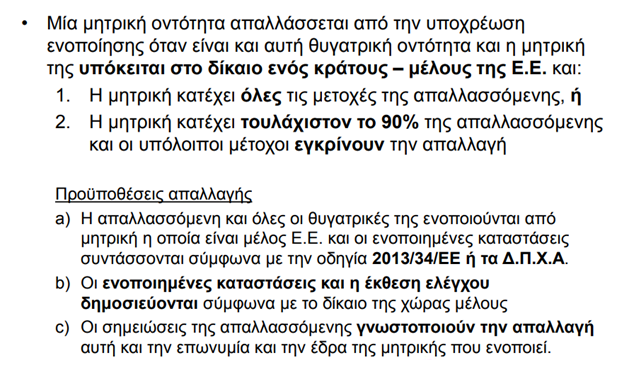 • Μία μητρική οντότητα απαλλάσσεται από την υποχρέωση
ενοποίησης όταν είναι και αυτή θυγατρική οντότητα και η μητρική
της υπόκειται στο δίκαιο ενός κράτους – μέλους της Ε.Ε. και:
1. Η μητρική κατέχει όλες τις μετοχές της απαλλασσόμενης, ή
2. Η μητρική κατέχει τουλάχιστον το 90% της απαλλασσόμενης
και οι υπόλοιποι μέτοχοι εγκρίνουν την απαλλαγή
Προϋποθέσεις απαλλαγής
a) Η απαλλασσόμενη και όλες οι θυγατρικές της ενοποιούνται από
μητρική η οποία είναι μέλος Ε.Ε. και οι ενοποιημένες καταστάσεις
συντάσσονται σύμφωνα με την οδηγία 2013/34/ΕΕ ή τα Δ.Π.Χ.Α.
b) Οι ενοποιημένες καταστάσεις και η έκθεση ελέγχου
δημοσιεύονται σύμφωνα με το δίκαιο της χώρας μέλους
c) Οι σημειώσεις της απαλλασσόμενης γνωστοποιούν την απαλλαγή
αυτή και την επωνυμία και την έδρα της μητρικής που ενοποιεί.